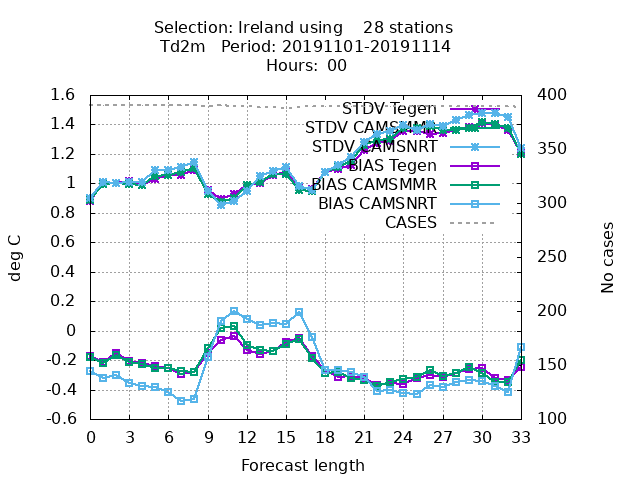 Selection: Ireland using    28 stations
Td2m   Period: 20191101-20191114
Hours:  00
1.6
1.4
1.2
1
0.8
0.6
0.4
0.2
0
-0.2
-0.4
-0.6
deg C
STDV Tegen
STDV CAMSMMR
STDV CAMSNRT
BIAS Tegen
BIAS CAMSMMR
BIAS CAMSNRT
CASES
400
350
300
250
200
150
100
No cases
0 3 6 9 12 15 18 21 24 27 30 33
Forecast length